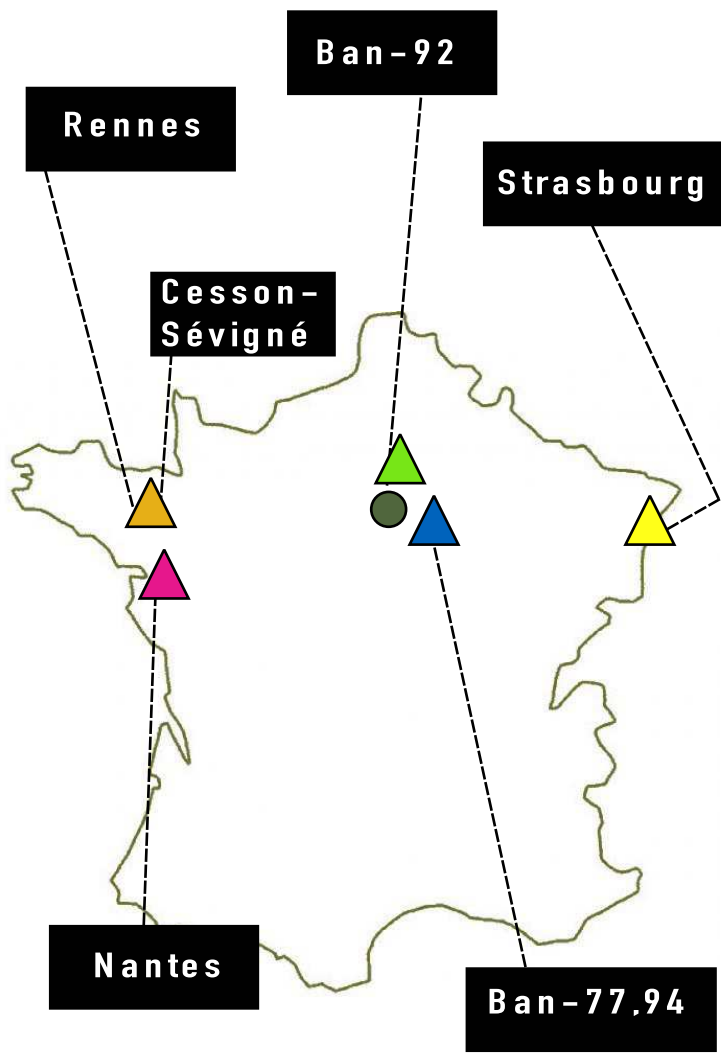 Ban-92
Rennes
Strasbourg
Cesson-
Sévigné
Nantes
Ban-77,94